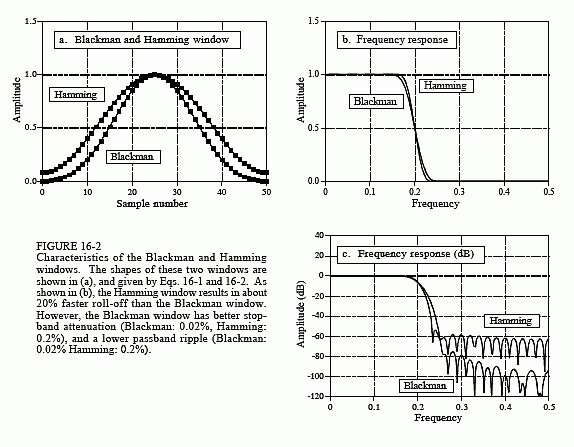 a. Blackman and Hamming window
Amplitude
1.5
1.0
0.5
0.0
Hamming
Blackman
0 10 20 30 40 50
Sample number
b. Frequency response
Amplitude
1.5
1.0
0.5
0.0
Hamming
Blackman
0 0.1 0.2 0.3 0.4 0.5
Frequency
FIGURE 16-2
Characteristics of the Blackman and Hamming
windows. The shapes of these two windows are
shown in (a), and given by Eqs. 16-1 and 16-2. As
shown in (b), the Hamming window results in about
20% faster roll-off than the Blackman window.
However, the Blackman window has better stop-
band attenuation (Blackman: 0.02%, Hamming:
0.2%), and a lower passband ripple (Blackman:
0.02% Hamming: 0.2%).
c. Frequency response (dB)
Amplitude (dB)
40
20
0
-20
-40
-60
-80
-100
-120
Hamming
Blackman
0 0.1 0.2 0.3 0.4 0.5
Frequency